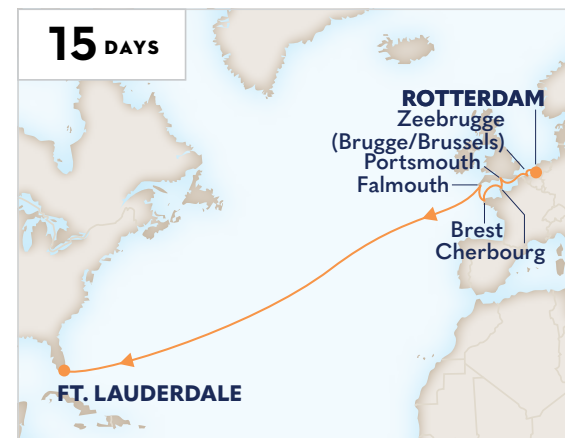 15 DAYS
ROTTERDAM
Zeebrugge
(Brugge/Brussels)
Portsmouth
Falmouth
Brest
Cherbourg
FT. LAUDERDALE